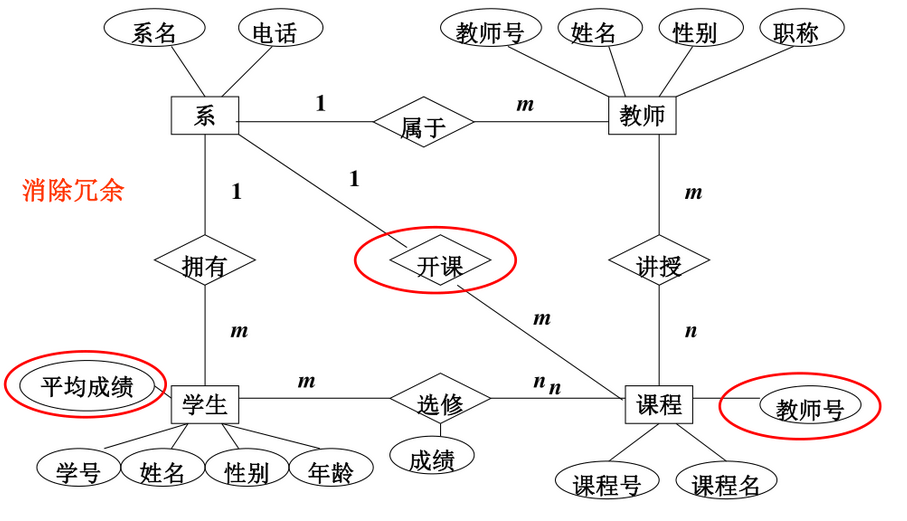 系名 电话 教师号 姓名 性别 职称
系 1 属于 m 教师
消除冗余 1 1 m
拥有 开课 讲授
m m n
平均成绩 学生 m 选修 n n 课程 教师号
学号 姓名 性别 年龄 成绩 课程号 课程名